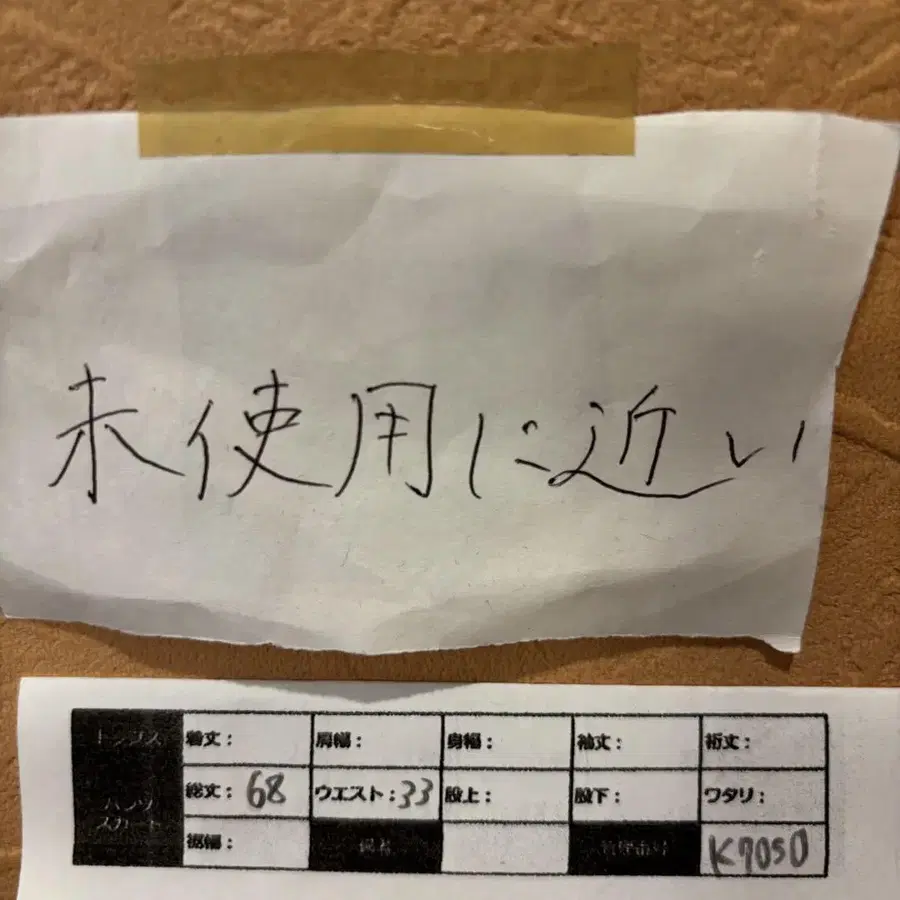 未使用に近い
トップス 着丈: 肩幅: 身幅: 袖丈: 裄丈:
パンツ スカート 総丈: 68 ウエスト: 33 股上: 股下: ワタリ:
裾幅: 備考 管理番号 K7050